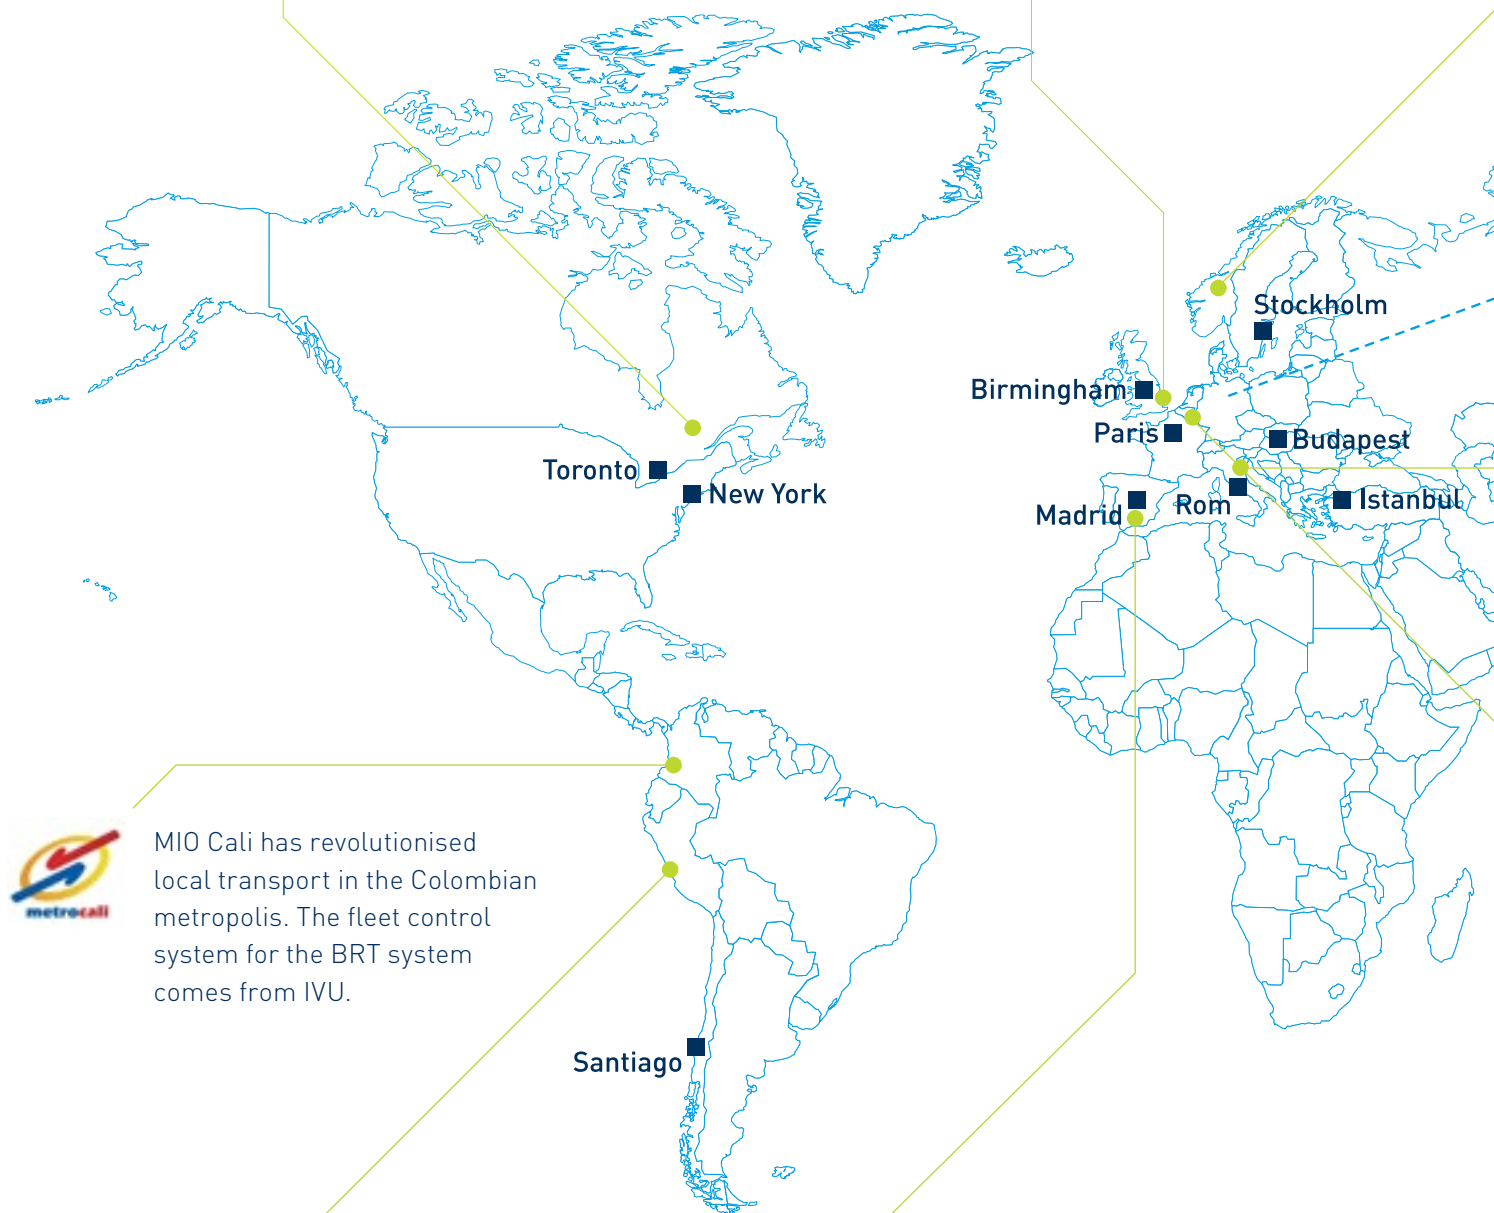 Stockholm
Birmingham
Paris
Budapest
Toronto
New York
Madrid
Rom
Istanbul
MIO Cali has revolutionised
local transport in the Colombian
metropolis. The fleet control
system for the BRT system
comes from IVU.
metrocali
Santiago